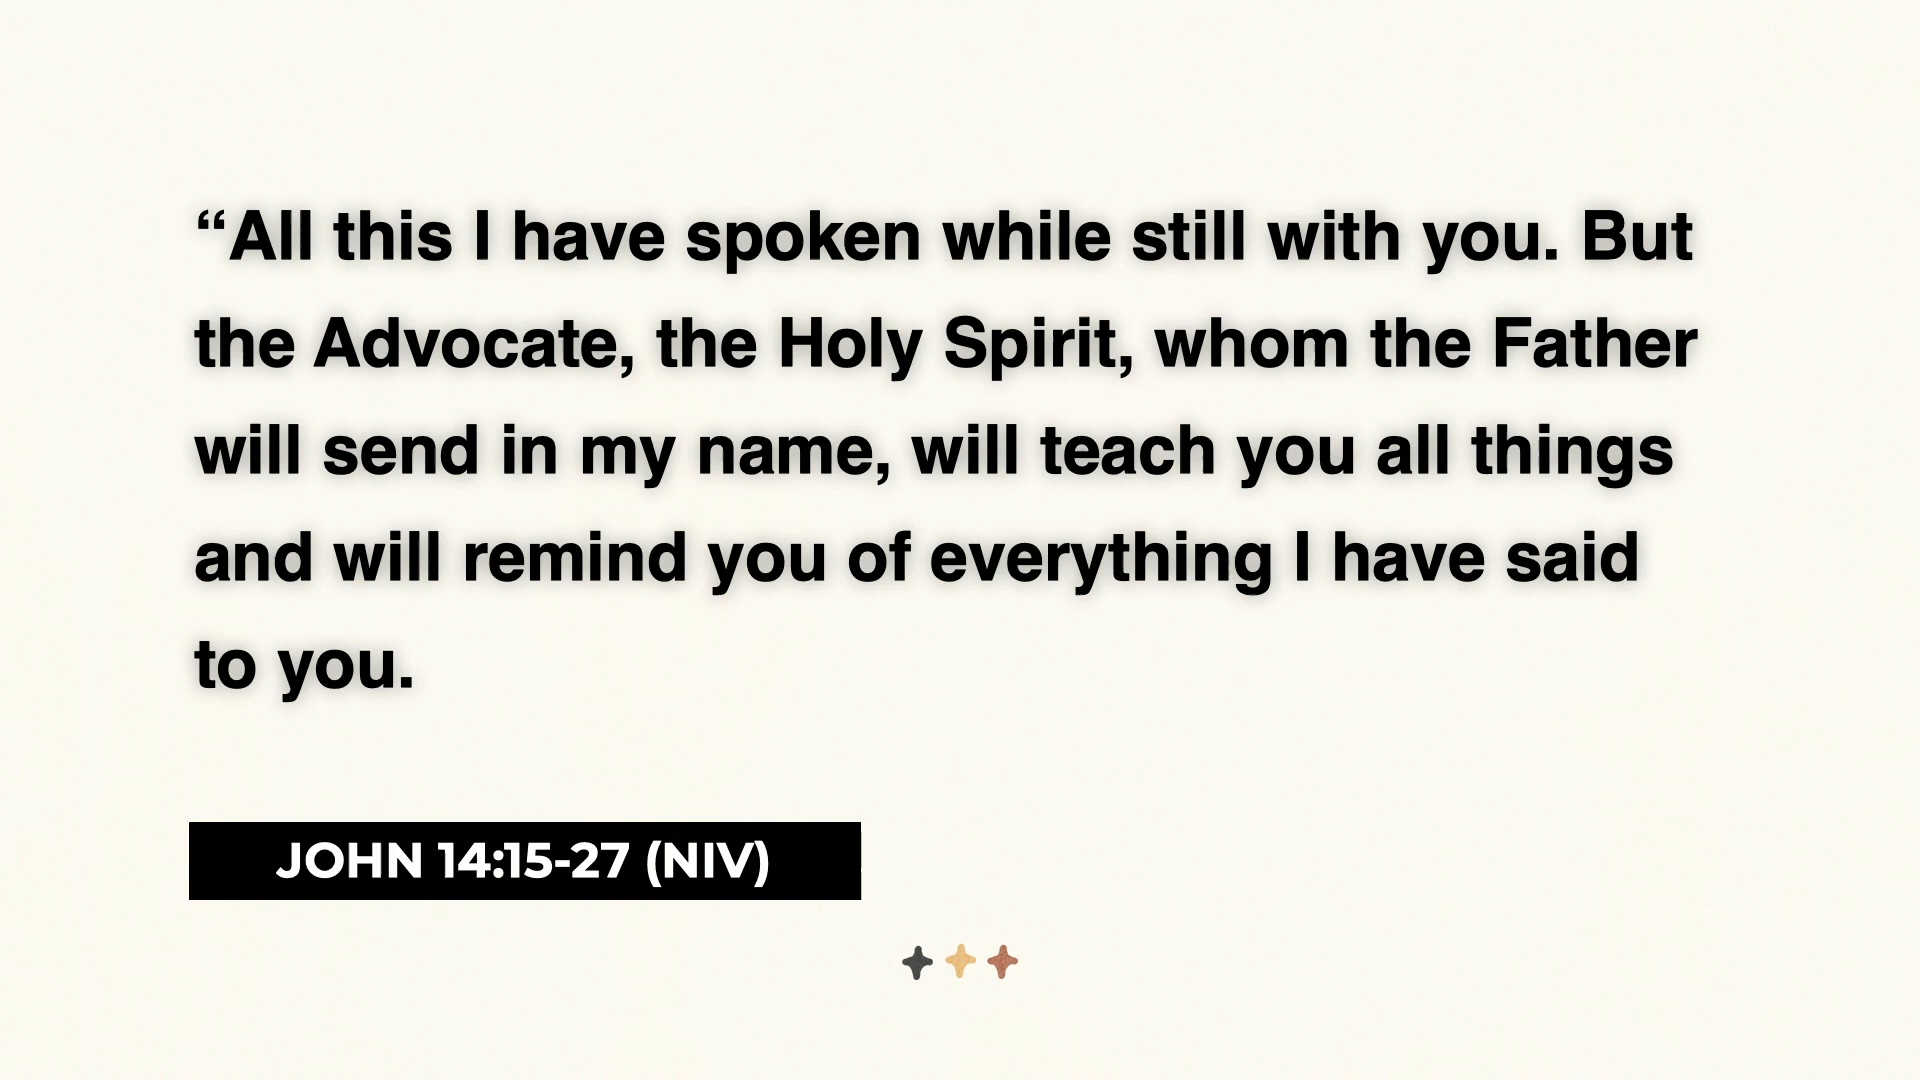 “All this I have spoken while still with you. But
the Advocate, the Holy Spirit, whom the Father
will send in my name, will teach you all things
and will remind you of everything I have said
to you.
JOHN 14:15-27 (NIV)